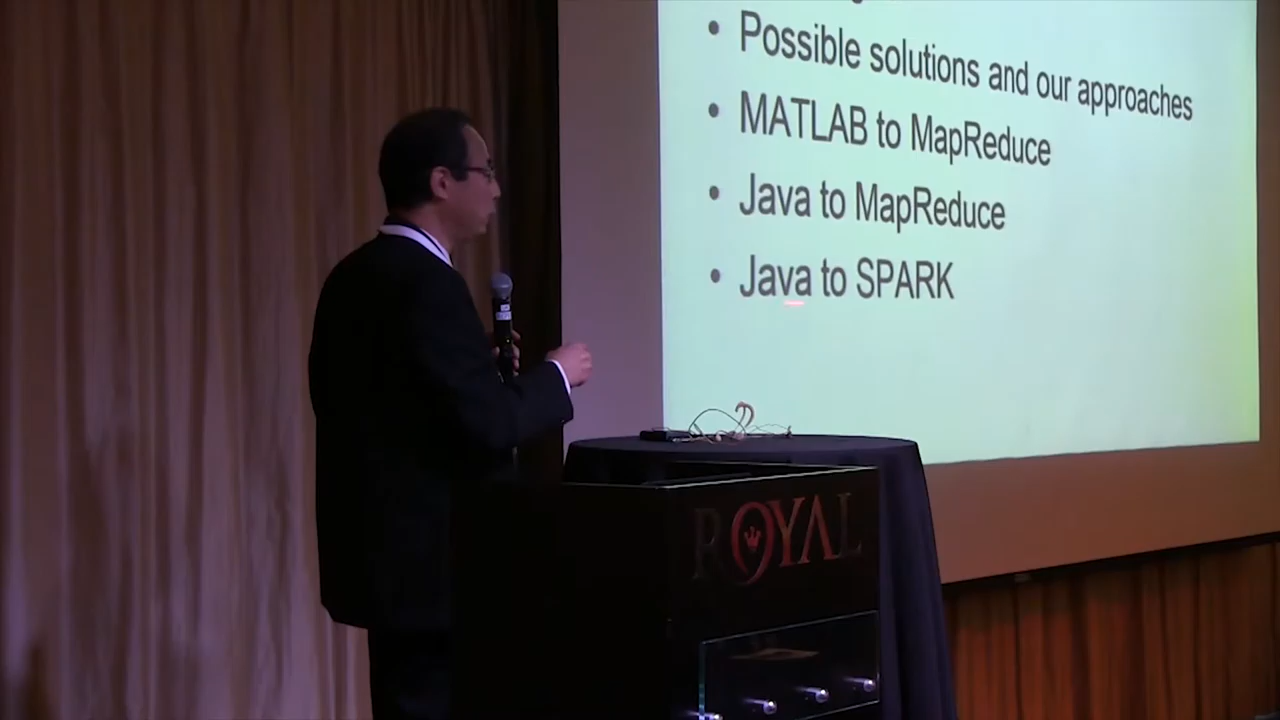 • Possible solutions and our approaches
• MATLAB to MapReduce
• Java to MapReduce
• Java to SPARK
ROYAL